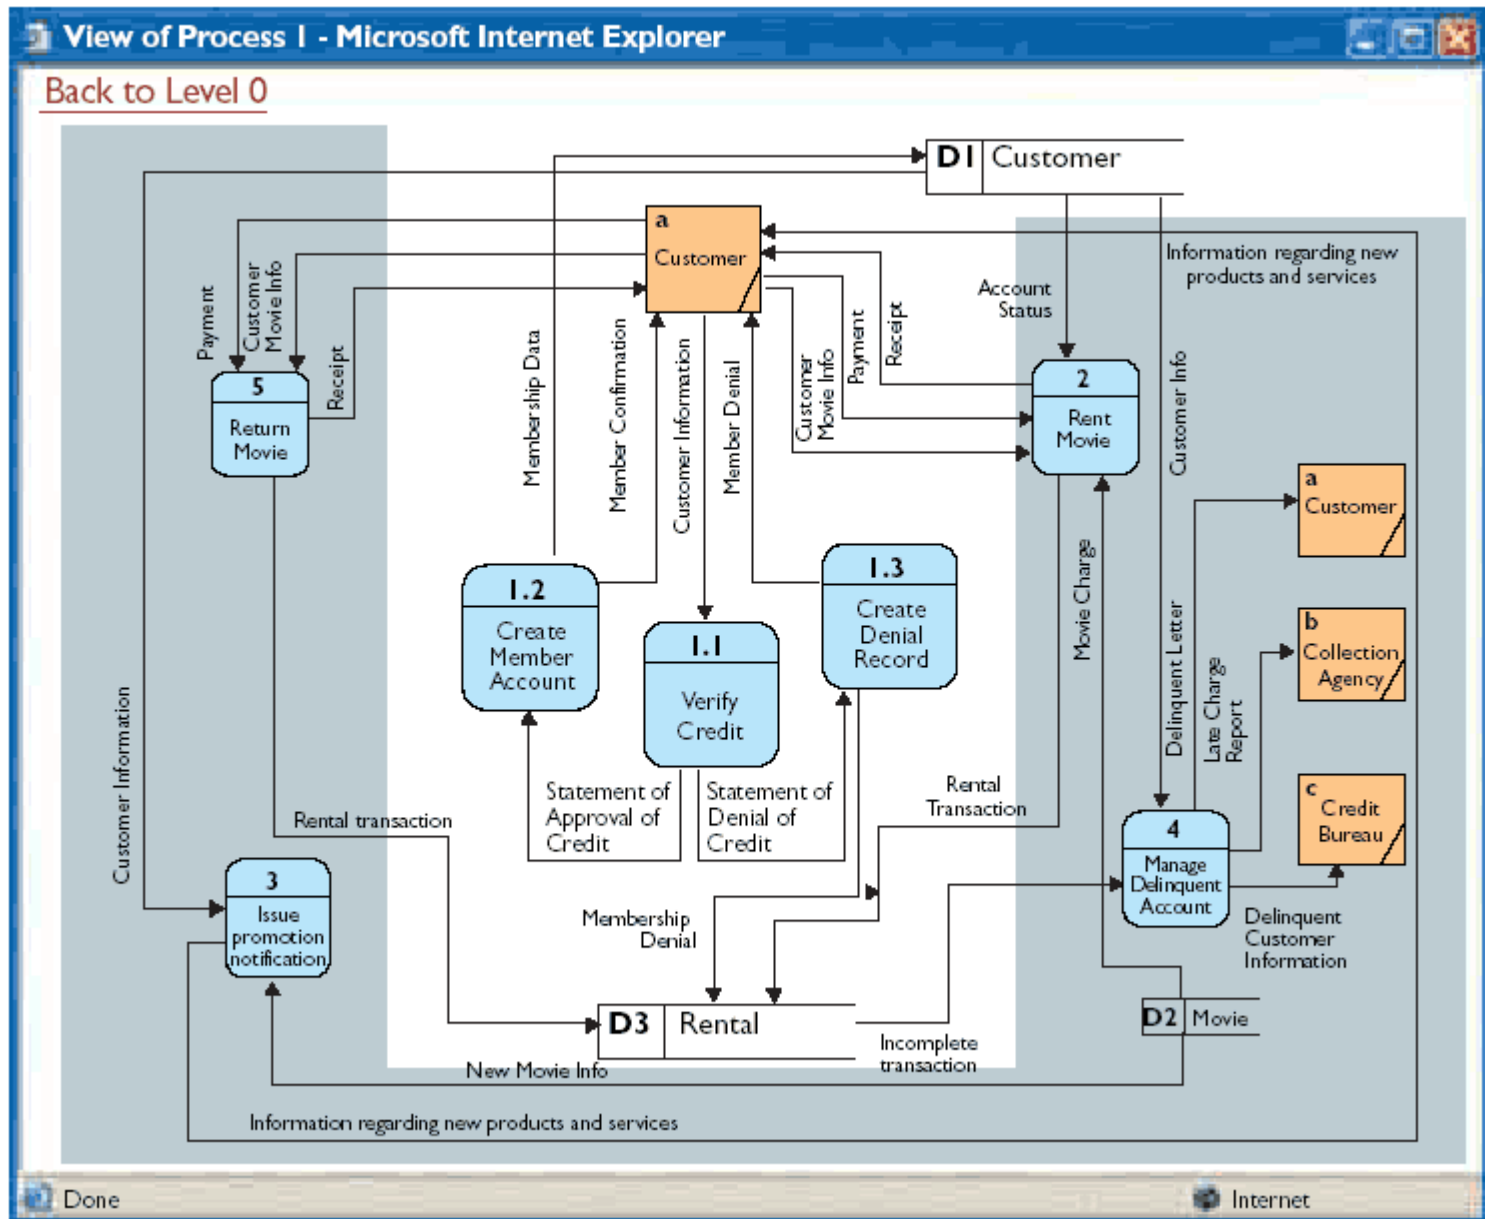 View of Process 1 - Microsoft Internet Explorer
Back to Level 0
D1 Customer
a
Customer
Information regarding new
products and services
Account
Status
Payment
Customer
Movie Info
Receipt
Membership Data
Member Confirmation
Customer Information
Member Denial
Customer
Movie Info
Payment
Receipt
Customer Info
5
Return
Movie
2
Rent
Movie
a
Customer
1.2
Create
Member
Account
1.1
Verify
Credit
1.3
Create
Denial
Record
Movie Charge
Delinquent Letter
Late Charge
Report
b
Collection
Agency
c
Credit
Bureau
Customer Information
Rental transaction
Statement of
Approval of
Credit
Statement of
Denial of
Credit
Rental
Transaction
4
Manage
Delinquent
Account
3
Issue
promotion
notification
Membership
Denial
Delinquent
Customer
Information
D3 Rental
D2 Movie
Incomplete
transaction
New Movie Info
Information regarding new products and services
Done
Internet